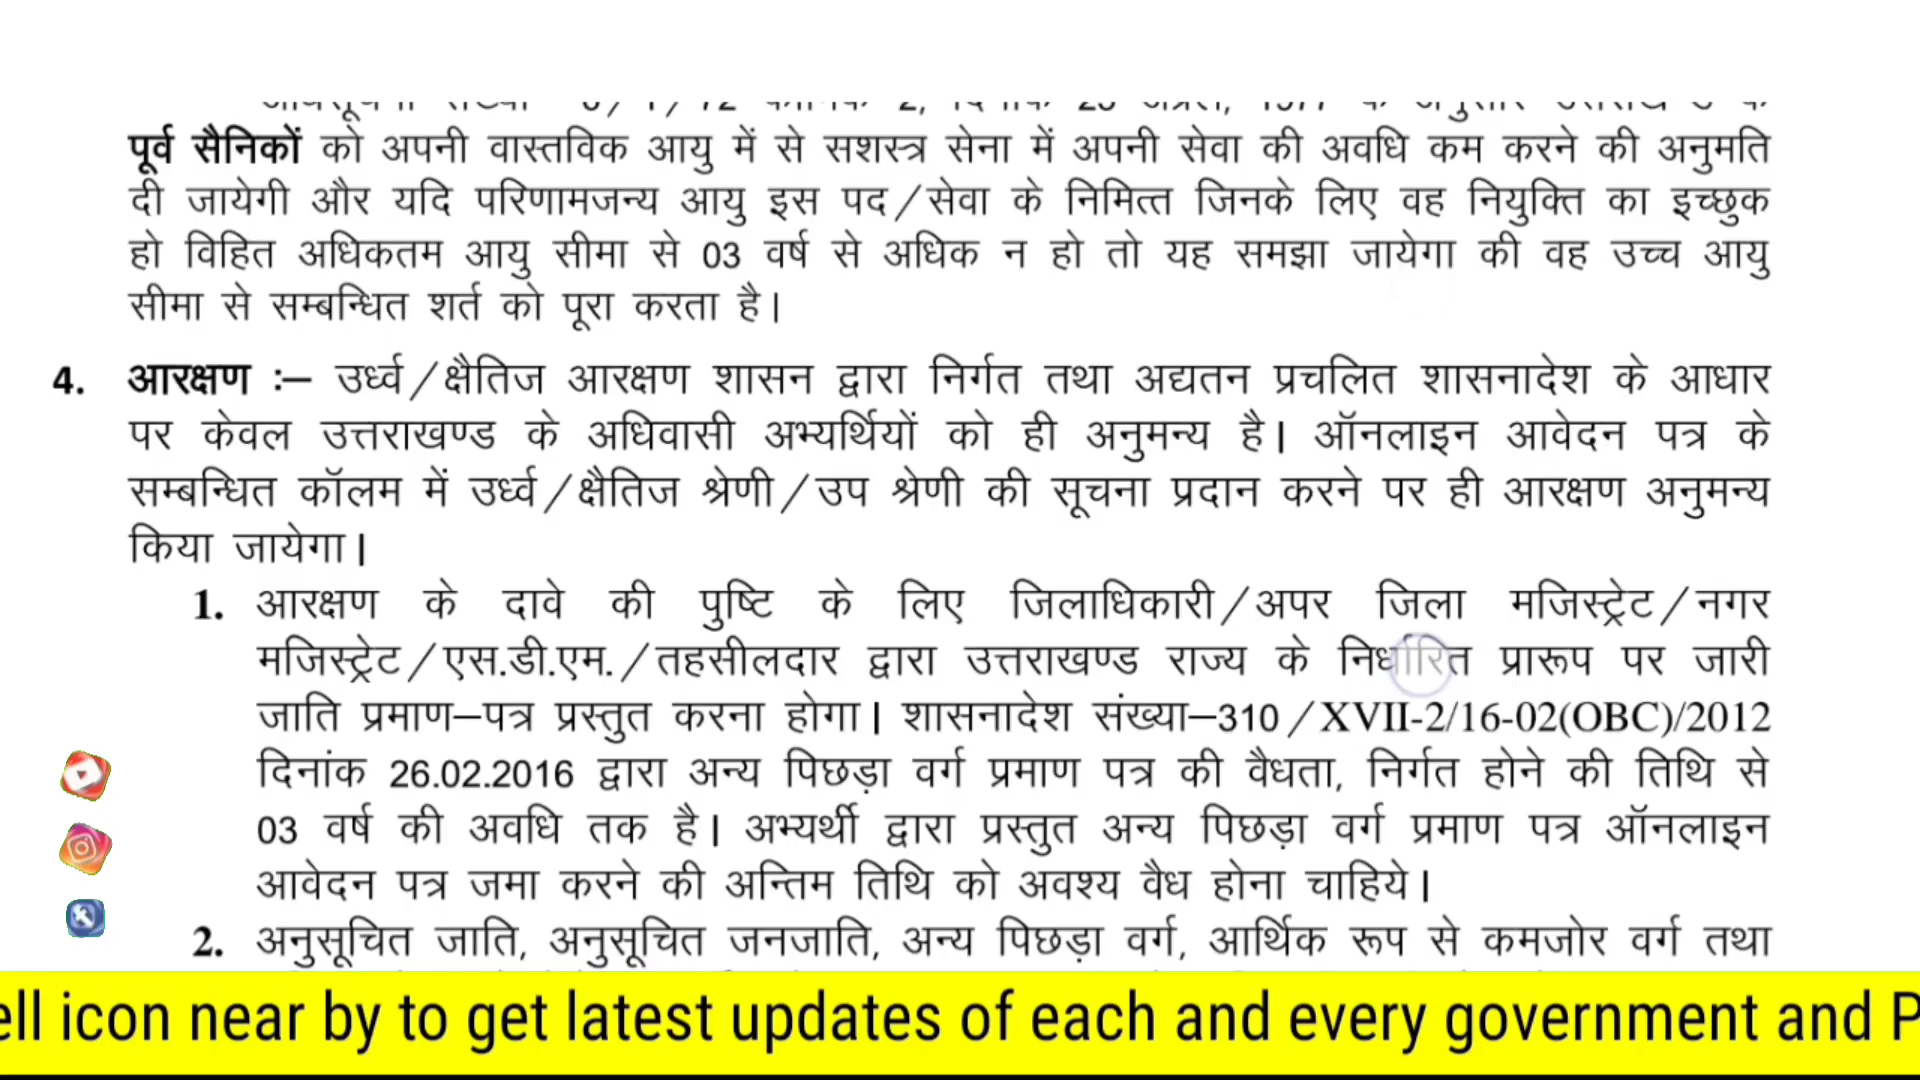 पूर्व सैनिकों को अपनी वास्तविक आयु में से सशस्त्र सेना में अपनी सेवा की अवधि कम करने की अनुमति
दी जायेगी और यदि परिणामजन्य आयु इस पद/सेवा के निमित्त जिनके लिए वह नियुक्ति का इच्छुक
हो विहित अधिकतम आयु सीमा से 03 वर्ष से अधिक न हो तो यह समझा जायेगा की वह उच्च आयु
सीमा से सम्बन्धित शर्त को पूरा करता है।
4. आरक्षण :– उर्ध्व/क्षैतिज आरक्षण शासन द्वारा निर्गत तथा अद्यतन प्रचलित शासनादेश के आधार
पर केवल उत्तराखण्ड के अधिवासी अभ्यर्थियों को ही अनुमन्य है। ऑनलाइन आवेदन पत्र के
सम्बन्धित कॉलम में उर्ध्व/क्षैतिज श्रेणी/उप श्रेणी की सूचना प्रदान करने पर ही आरक्षण अनुमन्य
किया जायेगा।
1. आरक्षण के दावे की पुष्टि के लिए जिलाधिकारी/अपर जिला मजिस्ट्रेट/नगर
मजिस्ट्रेट/एस.डी.एम./तहसीलदार द्वारा उत्तराखण्ड राज्य के निर्धारित प्रारूप पर जारी
जाति प्रमाण–पत्र प्रस्तुत करना होगा। शासनादेश संख्या–310/XVII-2/16-02(OBC)/2012
दिनांक 26.02.2016 द्वारा अन्य पिछड़ा वर्ग प्रमाण पत्र की वैधता, निर्गत होने की तिथि से
03 वर्ष की अवधि तक है। अभ्यर्थी द्वारा प्रस्तुत अन्य पिछड़ा वर्ग प्रमाण पत्र ऑनलाइन
आवेदन पत्र जमा करने की अन्तिम तिथि को अवश्य वैध होना चाहिये।
2. अनुसूचित जाति, अनुसूचित जनजाति, अन्य पिछड़ा वर्ग, आर्थिक रूप से कमजोर वर्ग तथा
ell icon near by to get latest updates of each and every government and P